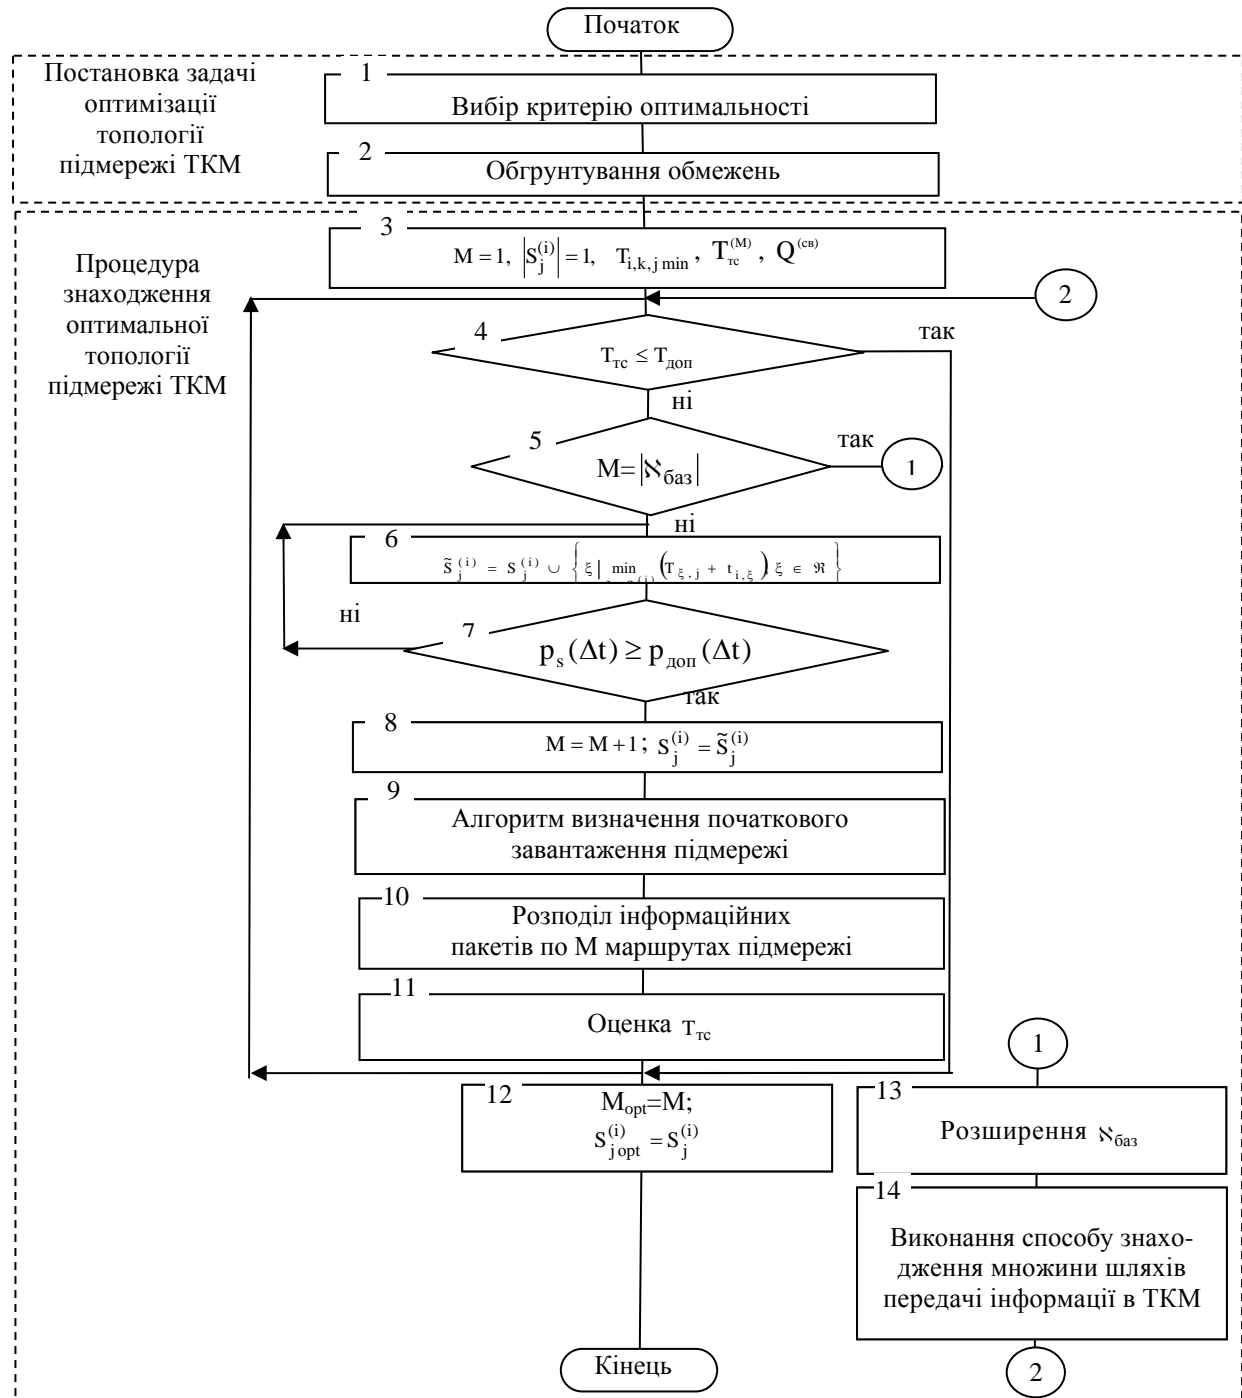 Початок
Постановка задачі
оптимізації
топології
підмережі ТКМ
1
Вибір критерію оптимальності
2
Обгрунтування обмежень
Процедура
знаходження
оптимальної
топології
підмережі ТКМ
3
M = 1, |S_j^(i)| = 1, T_i,k,j min, T_тс^(M), Q^(св)
2
4
T_тс ≤ T_доп
так
ні
5
M=|ℵ_баз|
так
1
ні
6
S̃_j^(i) = S_j^(i) ∪ { ξ | min (T_ξ,j + t_i,ξ), ξ ∈ ℜ }
ні
7
p_s(Δt) ≥ p_доп(Δt)
так
8
M = M + 1; S_j^(i) = S̃_j^(i)
9
Алгоритм визначення початкового
завантаження підмережі
10
Розподіл інформаційних
пакетів по М маршрутах підмережі
11
Оценка T_тс
12
M_opt=M;
S_j opt^(i) = S_j^(i)
1
13
Розширення ℵ_баз
14
Виконання способу знахо-
дження множини шляхів
передачі інформації в ТКМ
2
Кінець